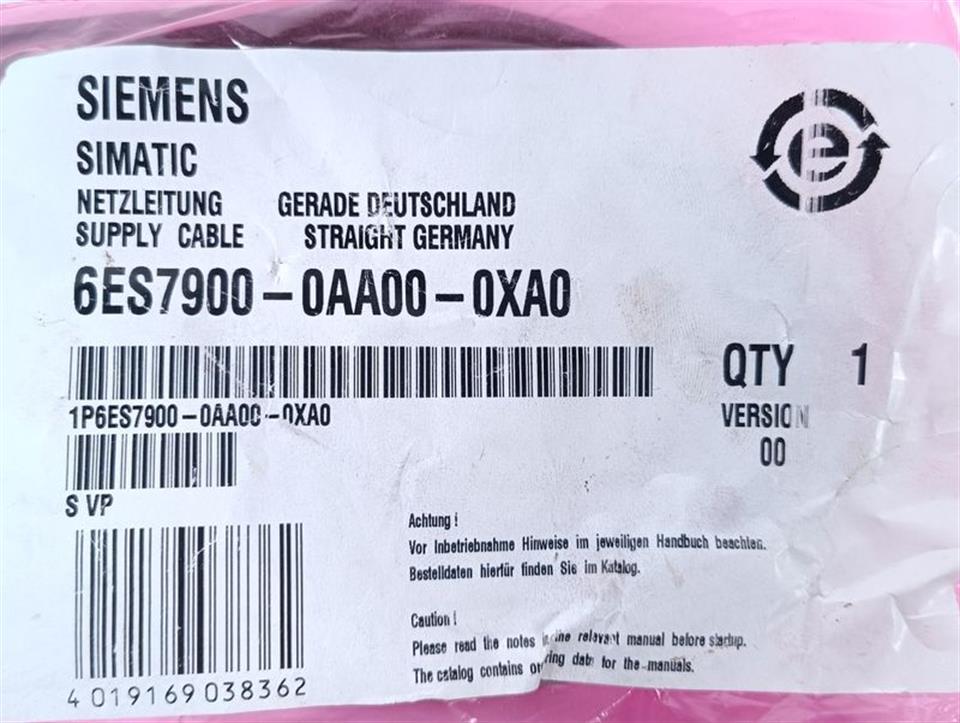 SIEMENS
SIMATIC
NETZLEITUNG GERADE DEUTSCHLAND
SUPPLY CABLE STRAIGHT GERMANY
6ES7900-0AA00-0XA0
e
QTY 1
1P6ES7900-0AA00-0XA0
VERSION
00
S VP
Achtung !
Vor Inbetriebnahme Hinweise im jeweiligen Handbuch beachten.
Bestelldaten hierfür finden Sie im Katalog.
Caution !
Please read the notes in the relevant manual before startup.
The catalog contains data for the manuals.
4 019169 038362